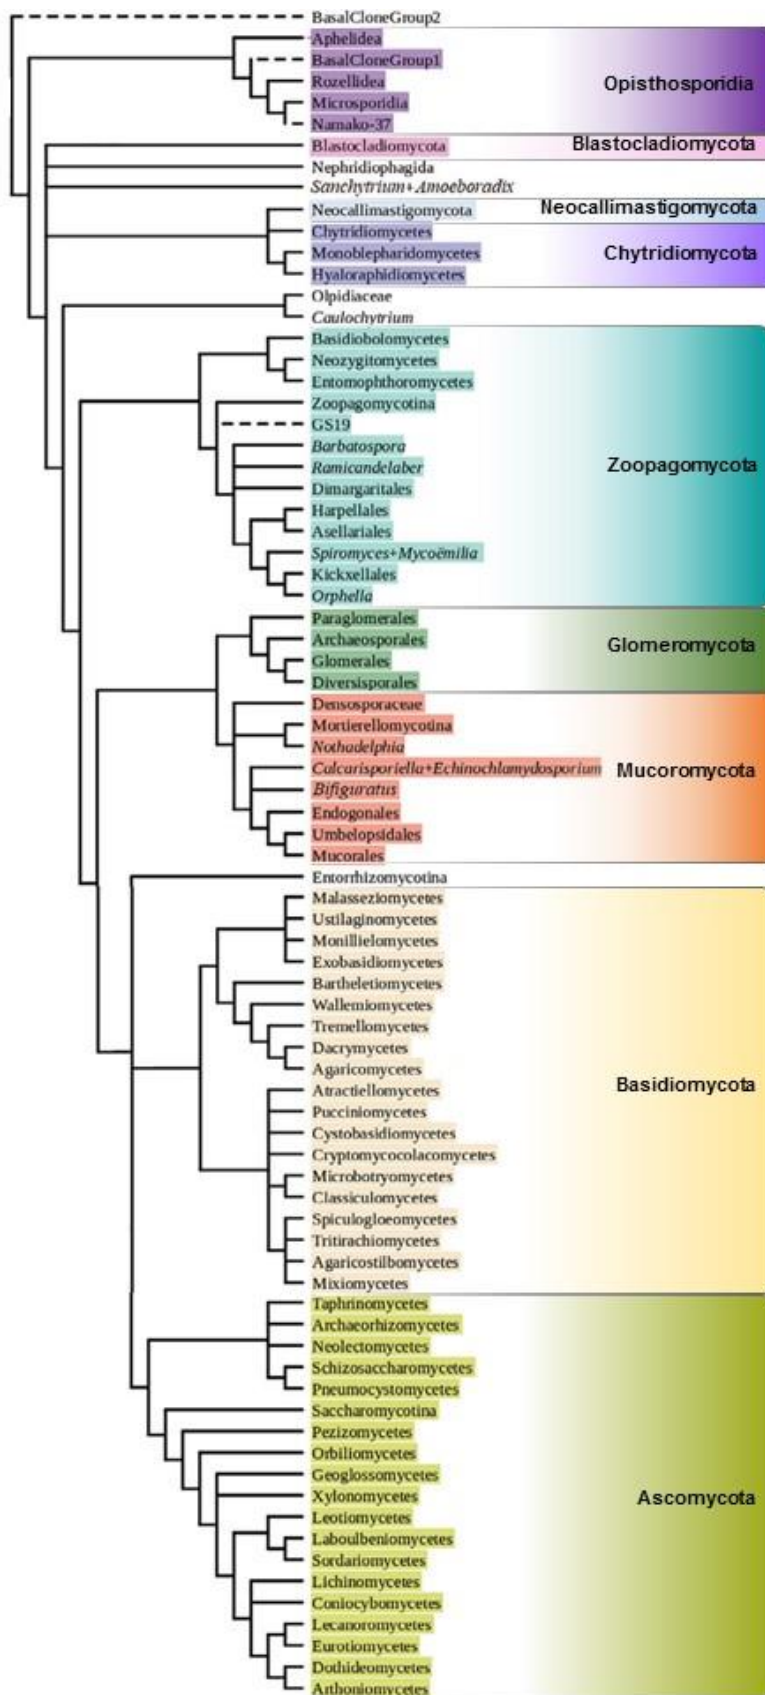 BasalCloneGroup2
Aphelidea
BasalCloneGroup1
Rozellidea
Opisthosporidia
Microsporidia
Namako-37
Blastocladiomycota
Blastocladiomycota
Nephridiophagida
Sanchytrium+Amoeboradix
Neocallimastigomycota
Neocallimastigomycota
Chytridiomycetes
Monoblepharidomycetes
Chytridiomycota
Hyaloraphidiomycetes
Olpidiaceae
Caulochytrium
Basidiobolomycetes
Neozygitomycetes
Entomophthoromycetes
Zoopagomycotina
GS19
Barbatospora
Ramicandelaber
Zoopagomycota
Dimargaritales
Harpellales
Asellariales
Spiromyces+Mycoëmilia
Kickxellales
Orphella
Paraglomerales
Archaeosporales
Glomeromycota
Glomerales
Diversisporales
Densosporaceae
Mortierellomycotina
Nothadelphia
Calcarisporiella+Echinochlamydosporium
Mucoromycota
Bifiguratus
Endogonales
Umbelopsidales
Mucorales
Entorrhizomycotina
Malasseziomycetes
Ustilaginomycetes
Monillielomycetes
Exobasidiomycetes
Bartheletiomycetes
Wallemiomycetes
Tremellomycetes
Dacrymycetes
Agaricomycetes
Basidiomycota
Atractiellomycetes
Pucciniomycetes
Cystobasidiomycetes
Cryptomycocolacomycetes
Microbotryomycetes
Classiculomycetes
Spiculogloeomycetes
Tritirachiomycetes
Agaricostilbomycetes
Mixiomycetes
Taphrinomycetes
Archaeorhizomycetes
Neolectomycetes
Schizosaccharomycetes
Pneumocystomycetes
Saccharomycotina
Pezizomycetes
Orbiliomycetes
Geoglossomycetes
Xylonomycetes
Ascomycota
Leotiomycetes
Laboulbeniomycetes
Sordariomycetes
Lichinomycetes
Coniocybomycetes
Lecanoromycetes
Eurotiomycetes
Dothideomycetes
Arthoniomycetes